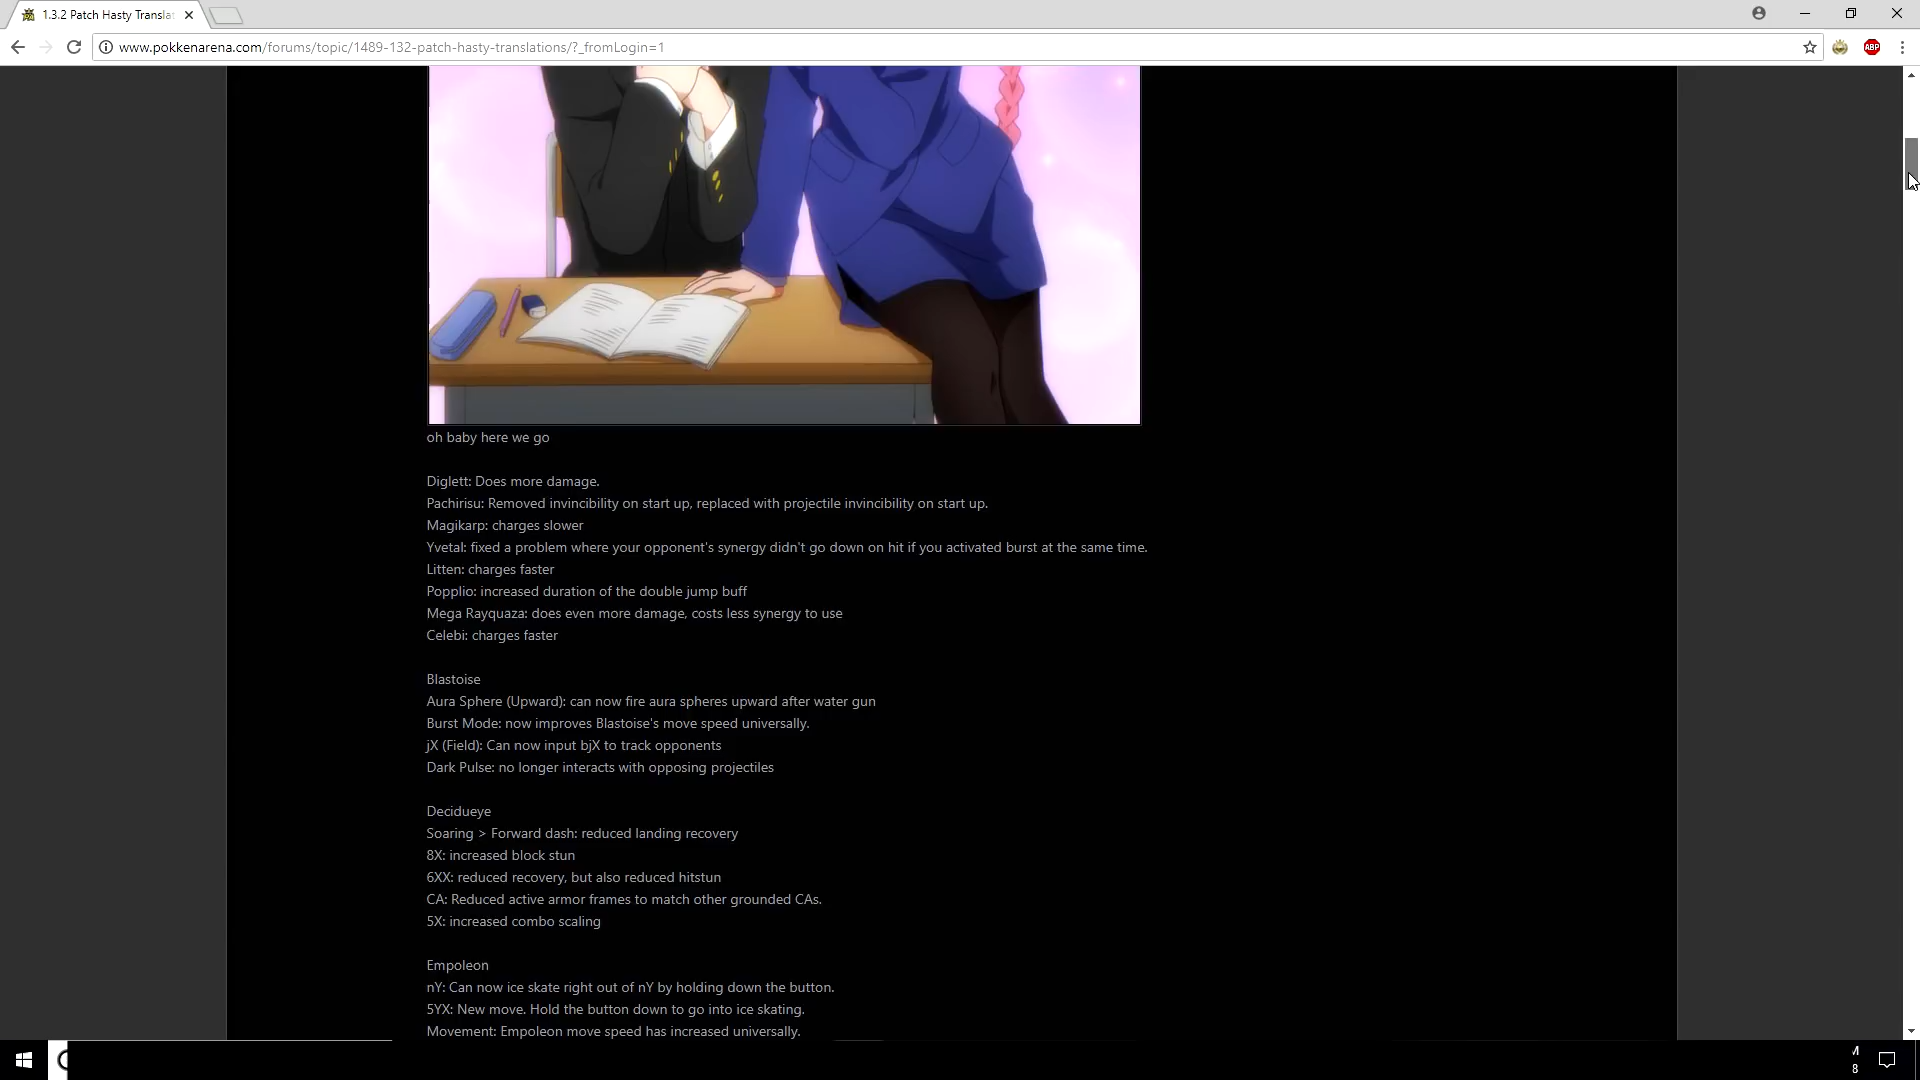 1.3.2 Patch Hasty Transla
www.pokkenarena.com/forums/topic/1489-132-patch-hasty-translations/?_fromLogin=1
ABP
oh baby here we go
Diglett: Does more damage.
Pachirisu: Removed invincibility on start up, replaced with projectile invincibility on start up.
Magikarp: charges slower
Yvetal: fixed a problem where your opponent's synergy didn't go down on hit if you activated burst at the same time.
Litten: charges faster
Popplio: increased duration of the double jump buff
Mega Rayquaza: does even more damage, costs less synergy to use
Celebi: charges faster
Blastoise
Aura Sphere (Upward): can now fire aura spheres upward after water gun
Burst Mode: now improves Blastoise's move speed universally.
jX (Field): Can now input bjX to track opponents
Dark Pulse: no longer interacts with opposing projectiles
Decidueye
Soaring > Forward dash: reduced landing recovery
8X: increased block stun
6XX: reduced recovery, but also reduced hitstun
CA: Reduced active armor frames to match other grounded CAs.
5X: increased combo scaling
Empoleon
nY: Can now ice skate right out of nY by holding down the button.
5YX: New move. Hold the button down to go into ice skating.
Movement: Empoleon move speed has increased universally.